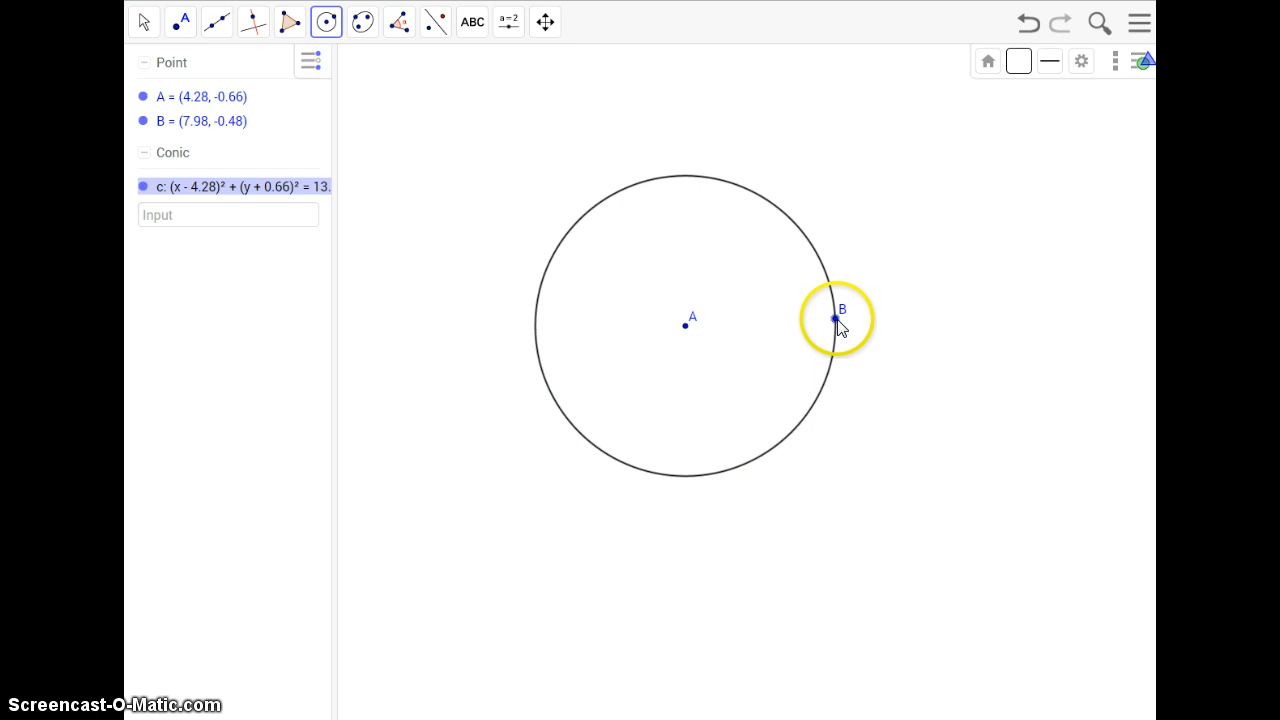 A
a
ABC
a=2
Point
A = (4.28, -0.66)
B = (7.98, -0.48)
Conic
c: (x - 4.28)² + (y + 0.66)² = 13.
Input
A
B
Screencast-O-Matic.com